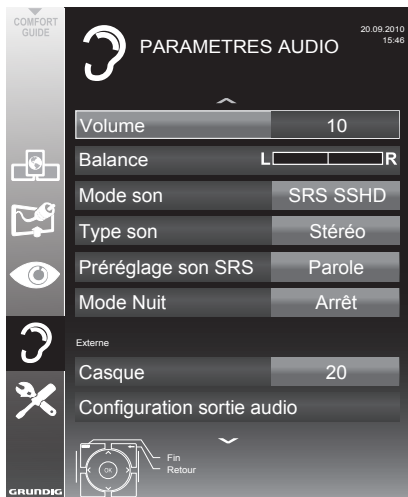 COMFORT
GUIDE
PARAMETRES AUDIO
20.09.2010
15:46
Volume 10
Balance L R
Mode son SRS SSHD
Type son Stéréo
Préréglage son SRS Parole
Mode Nuit Arrêt
Externe
Casque 20
Configuration sortie audio
OK
Fin
Retour
GRUNDIG